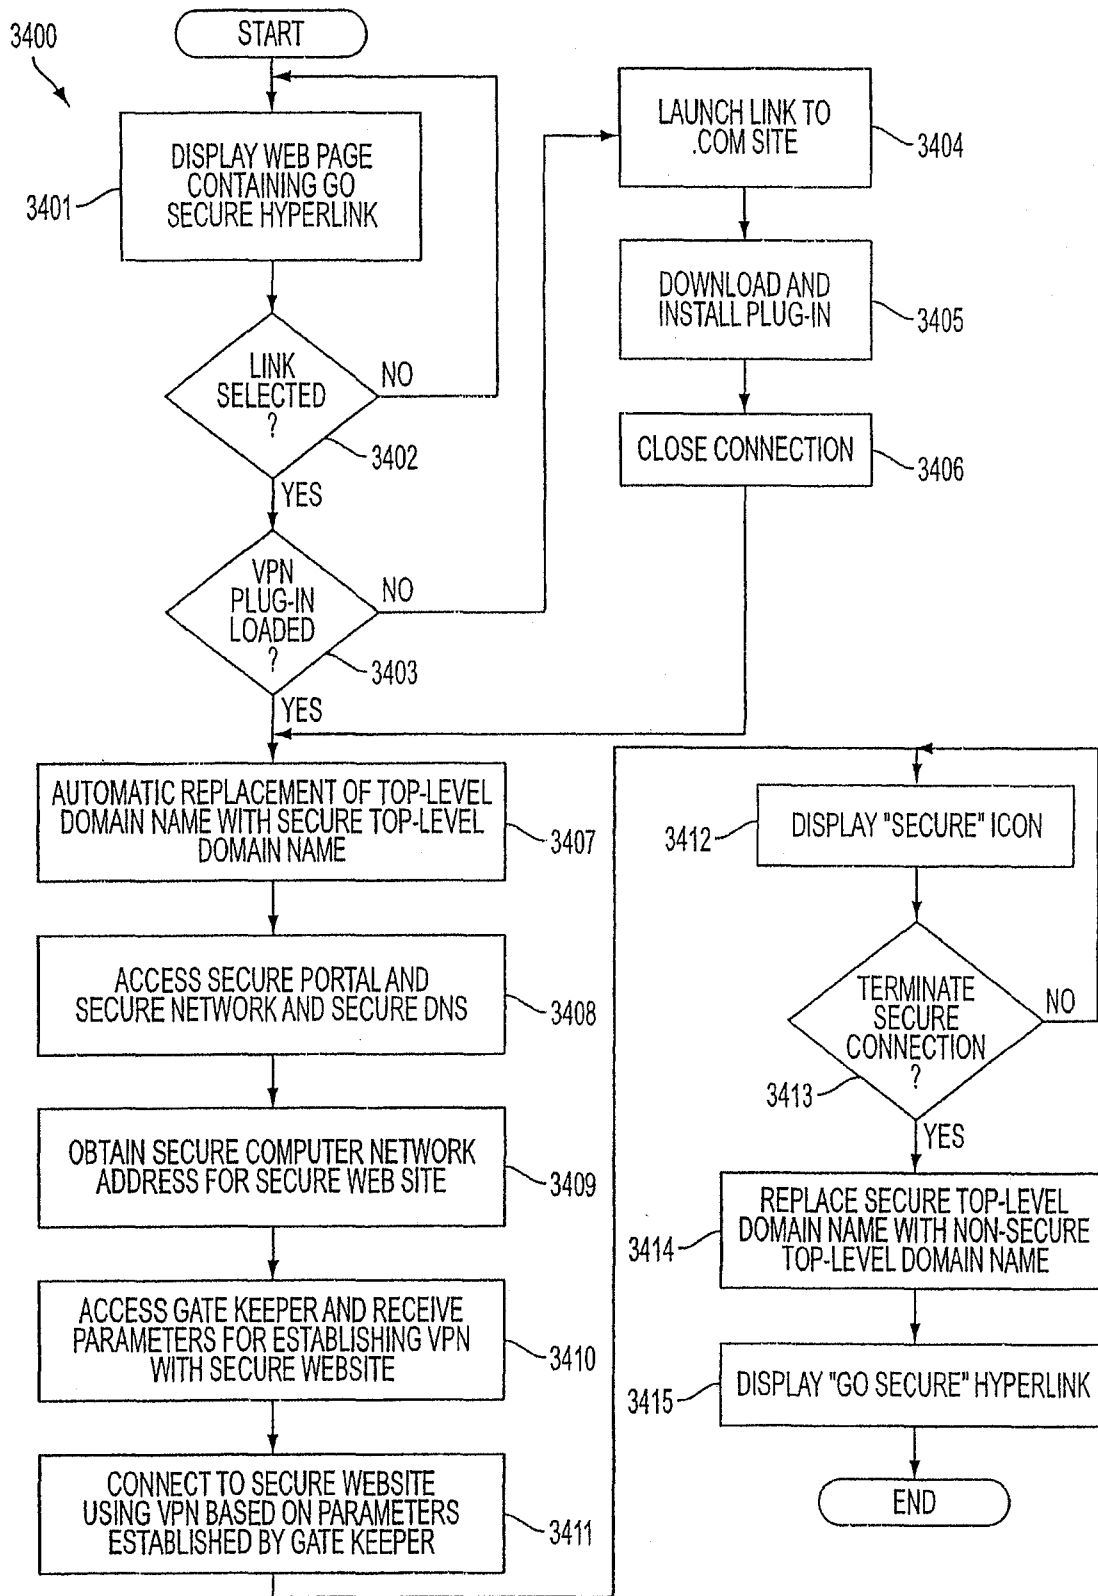 3400
START
DISPLAY WEB PAGE
CONTAINING GO
SECURE HYPERLINK
3401
LINK
SELECTED
?
NO
3402
YES
VPN
PLUG-IN
LOADED
?
NO
3403
YES
LAUNCH LINK TO
.COM SITE
3404
DOWNLOAD AND
INSTALL PLUG-IN
3405
CLOSE CONNECTION
3406
AUTOMATIC REPLACEMENT OF TOP-LEVEL
DOMAIN NAME WITH SECURE TOP-LEVEL
DOMAIN NAME
3407
ACCESS SECURE PORTAL AND
SECURE NETWORK AND SECURE DNS
3408
OBTAIN SECURE COMPUTER NETWORK
ADDRESS FOR SECURE WEB SITE
3409
ACCESS GATE KEEPER AND RECEIVE
PARAMETERS FOR ESTABLISHING VPN
WITH SECURE WEBSITE
3410
CONNECT TO SECURE WEBSITE
USING VPN BASED ON PARAMETERS
ESTABLISHED BY GATE KEEPER
3411
3412
DISPLAY "SECURE" ICON
TERMINATE
SECURE
CONNECTION
?
NO
3413
YES
REPLACE SECURE TOP-LEVEL
DOMAIN NAME WITH NON-SECURE
TOP-LEVEL DOMAIN NAME
3414
DISPLAY "GO SECURE" HYPERLINK
3415
END